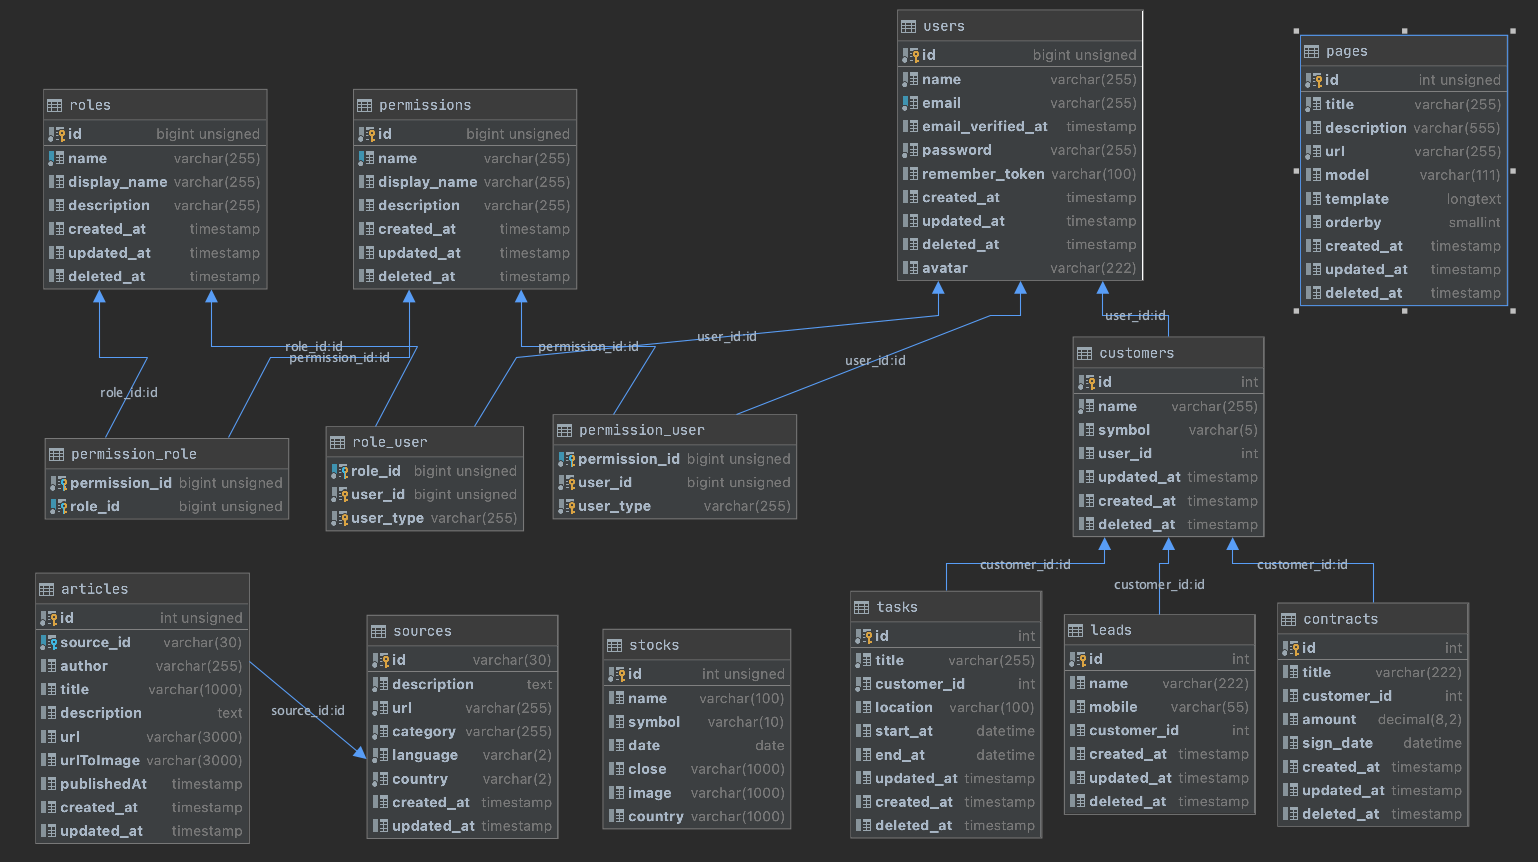 users
id bigint unsigned
name varchar(255)
email varchar(255)
email_verified_at timestamp
password varchar(255)
remember_token varchar(100)
created_at timestamp
updated_at timestamp
deleted_at timestamp
avatar varchar(222)
pages
id int unsigned
title varchar(255)
description varchar(555)
url varchar(255)
model varchar(111)
template longtext
orderby smallint
created_at timestamp
updated_at timestamp
deleted_at timestamp
roles
id bigint unsigned
name varchar(255)
display_name varchar(255)
description varchar(255)
created_at timestamp
updated_at timestamp
deleted_at timestamp
permissions
id bigint unsigned
name varchar(255)
display_name varchar(255)
description varchar(255)
created_at timestamp
updated_at timestamp
deleted_at timestamp
user_id:id
user_id:id
role_id:id
permission_id:id
permission_id:id
user_id:id
role_id:id
customers
id int
name varchar(255)
symbol varchar(5)
user_id int
updated_at timestamp
created_at timestamp
deleted_at timestamp
permission_role
permission_id bigint unsigned
role_id bigint unsigned
role_user
role_id bigint unsigned
user_id bigint unsigned
user_type varchar(255)
permission_user
permission_id bigint unsigned
user_id bigint unsigned
user_type varchar(255)
customer_id:id
customer_id:id
customer_id:id
articles
id int unsigned
source_id varchar(30)
author varchar(255)
title varchar(1000)
description text
url varchar(3000)
urlToImage varchar(3000)
publishedAt timestamp
created_at timestamp
updated_at timestamp
source_id:id
sources
id varchar(30)
description text
url varchar(255)
category varchar(255)
language varchar(2)
country varchar(2)
created_at timestamp
updated_at timestamp
stocks
id int unsigned
name varchar(100)
symbol varchar(10)
date date
close varchar(1000)
image varchar(1000)
country varchar(1000)
tasks
id int
title varchar(255)
customer_id int
location varchar(100)
start_at datetime
end_at datetime
updated_at timestamp
created_at timestamp
deleted_at timestamp
leads
id int
name varchar(222)
mobile varchar(55)
customer_id int
created_at timestamp
updated_at timestamp
deleted_at timestamp
contracts
id int
title varchar(222)
customer_id int
amount decimal(8,2)
sign_date datetime
created_at timestamp
updated_at timestamp
deleted_at timestamp